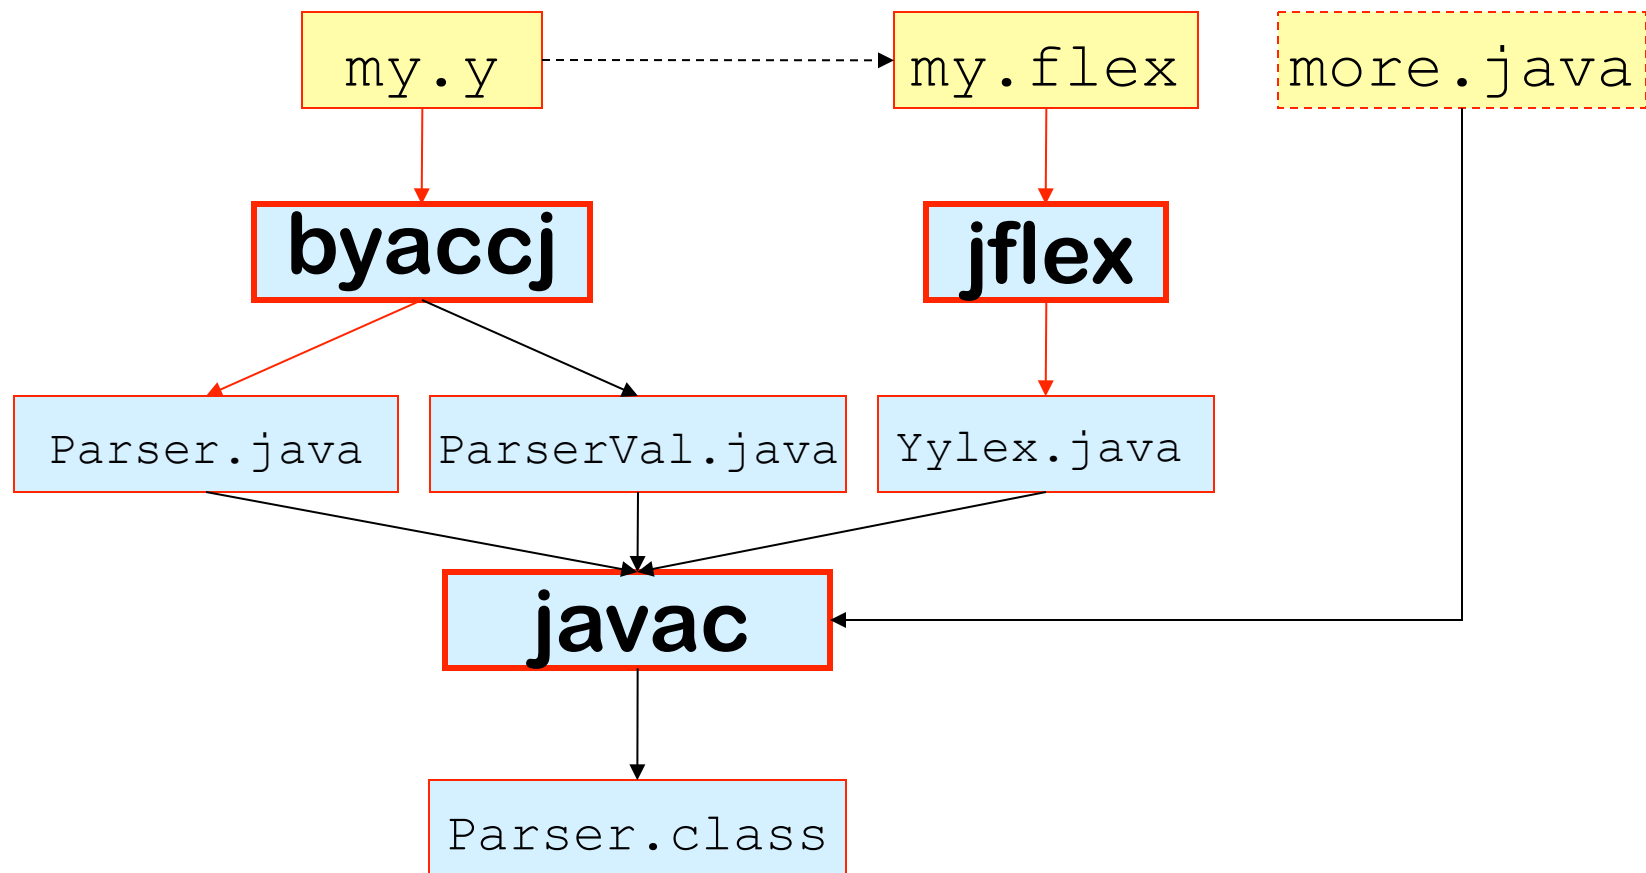 my.y
my.flex
more.java
byaccj
jflex
Parser.java
ParserVal.java
Yylex.java
javac
Parser.class